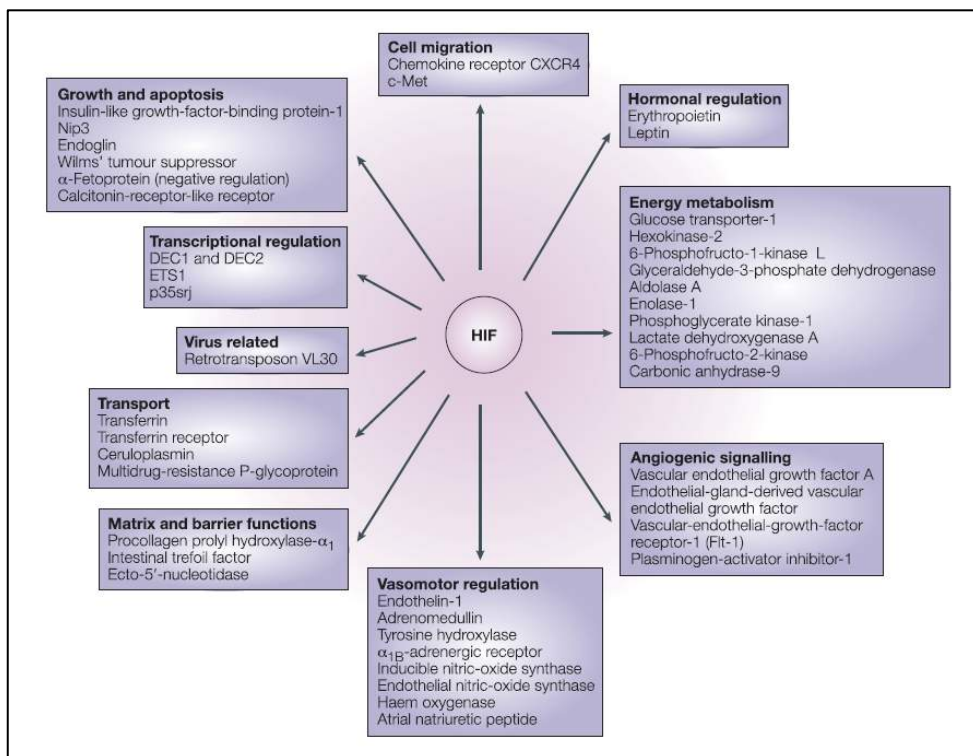 Cell migration
Chemokine receptor CXCR4
c-Met
Growth and apoptosis
Insulin-like growth-factor-binding protein-1
Nip3
Endoglin
Wilms' tumour suppressor
α-Fetoprotein (negative regulation)
Calcitonin-receptor-like receptor
Hormonal regulation
Erythropoietin
Leptin
Transcriptional regulation
DEC1 and DEC2
ETS1
p35srj
Energy metabolism
Glucose transporter-1
Hexokinase-2
6-Phosphofructo-1-kinase L
Glyceraldehyde-3-phosphate dehydrogenase
Aldolase A
Enolase-1
Phosphoglycerate kinase-1
Lactate dehydroxygenase A
6-Phosphofructo-2-kinase
Carbonic anhydrase-9
HIF
Virus related
Retrotransposon VL30
Transport
Transferrin
Transferrin receptor
Ceruloplasmin
Multidrug-resistance P-glycoprotein
Angiogenic signalling
Vascular endothelial growth factor A
Endothelial-gland-derived vascular
endothelial growth factor
Vascular-endothelial-growth-factor
receptor-1 (Flt-1)
Plasminogen-activator inhibitor-1
Matrix and barrier functions
Procollagen prolyl hydroxylase-α1
Intestinal trefoil factor
Ecto-5′-nucleotidase
Vasomotor regulation
Endothelin-1
Adrenomedullin
Tyrosine hydroxylase
α1B-adrenergic receptor
Inducible nitric-oxide synthase
Endothelial nitric-oxide synthase
Haem oxygenase
Atrial natriuretic peptide